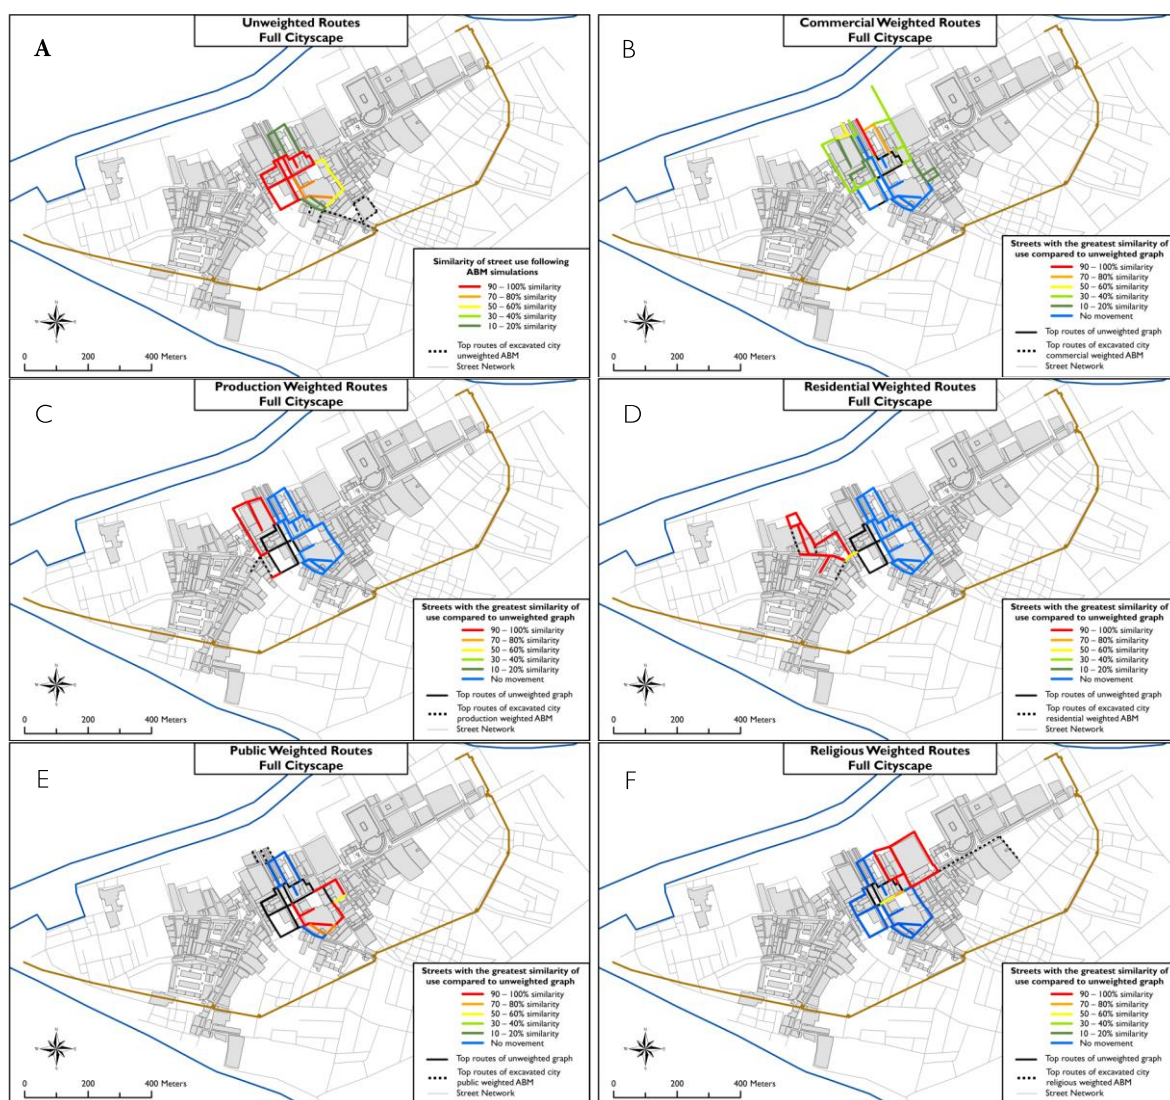 A
Unweighted Routes
Full Cityscape
Similarity of street use following
ABM simulations
90 – 100% similarity
70 – 80% similarity
50 – 60% similarity
30 – 40% similarity
10 – 20% similarity
Top routes of excavated city
unweighted ABM
Street Network
N
W
E
S
0 200 400 Meters
B
Commercial Weighted Routes
Full Cityscape
Streets with the greatest similarity of
use compared to unweighted graph
90 – 100% similarity
70 – 80% similarity
50 – 60% similarity
30 – 40% similarity
10 – 20% similarity
No movement
Top routes of unweighted graph
Top routes of excavated city
commercial weighted ABM
Street Network
N
W
E
S
0 200 400 Meters
C
Production Weighted Routes
Full Cityscape
Streets with the greatest similarity of
use compared to unweighted graph
90 – 100% similarity
70 – 80% similarity
50 – 60% similarity
30 – 40% similarity
10 – 20% similarity
No movement
Top routes of unweighted graph
Top routes of excavated city
production weighted ABM
Street Network
N
W
E
S
0 200 400 Meters
D
Residential Weighted Routes
Full Cityscape
Streets with the greatest similarity of
use compared to unweighted graph
90 – 100% similarity
70 – 80% similarity
50 – 60% similarity
30 – 40% similarity
10 – 20% similarity
No movement
Top routes of unweighted graph
Top routes of excavated city
residential weighted ABM
Street Network
N
W
E
S
0 200 400 Meters
E
Public Weighted Routes
Full Cityscape
Streets with the greatest similarity of
use compared to unweighted graph
90 – 100% similarity
70 – 80% similarity
50 – 60% similarity
30 – 40% similarity
10 – 20% similarity
No movement
Top routes of unweighted graph
Top routes of excavated city
public weighted ABM
Street Network
N
W
E
S
0 200 400 Meters
F
Religious Weighted Routes
Full Cityscape
Streets with the greatest similarity of
use compared to unweighted graph
90 – 100% similarity
70 – 80% similarity
50 – 60% similarity
30 – 40% similarity
10 – 20% similarity
No movement
Top routes of unweighted graph
Top routes of excavated city
religious weighted ABM
Street Network
N
W
E
S
0 200 400 Meters